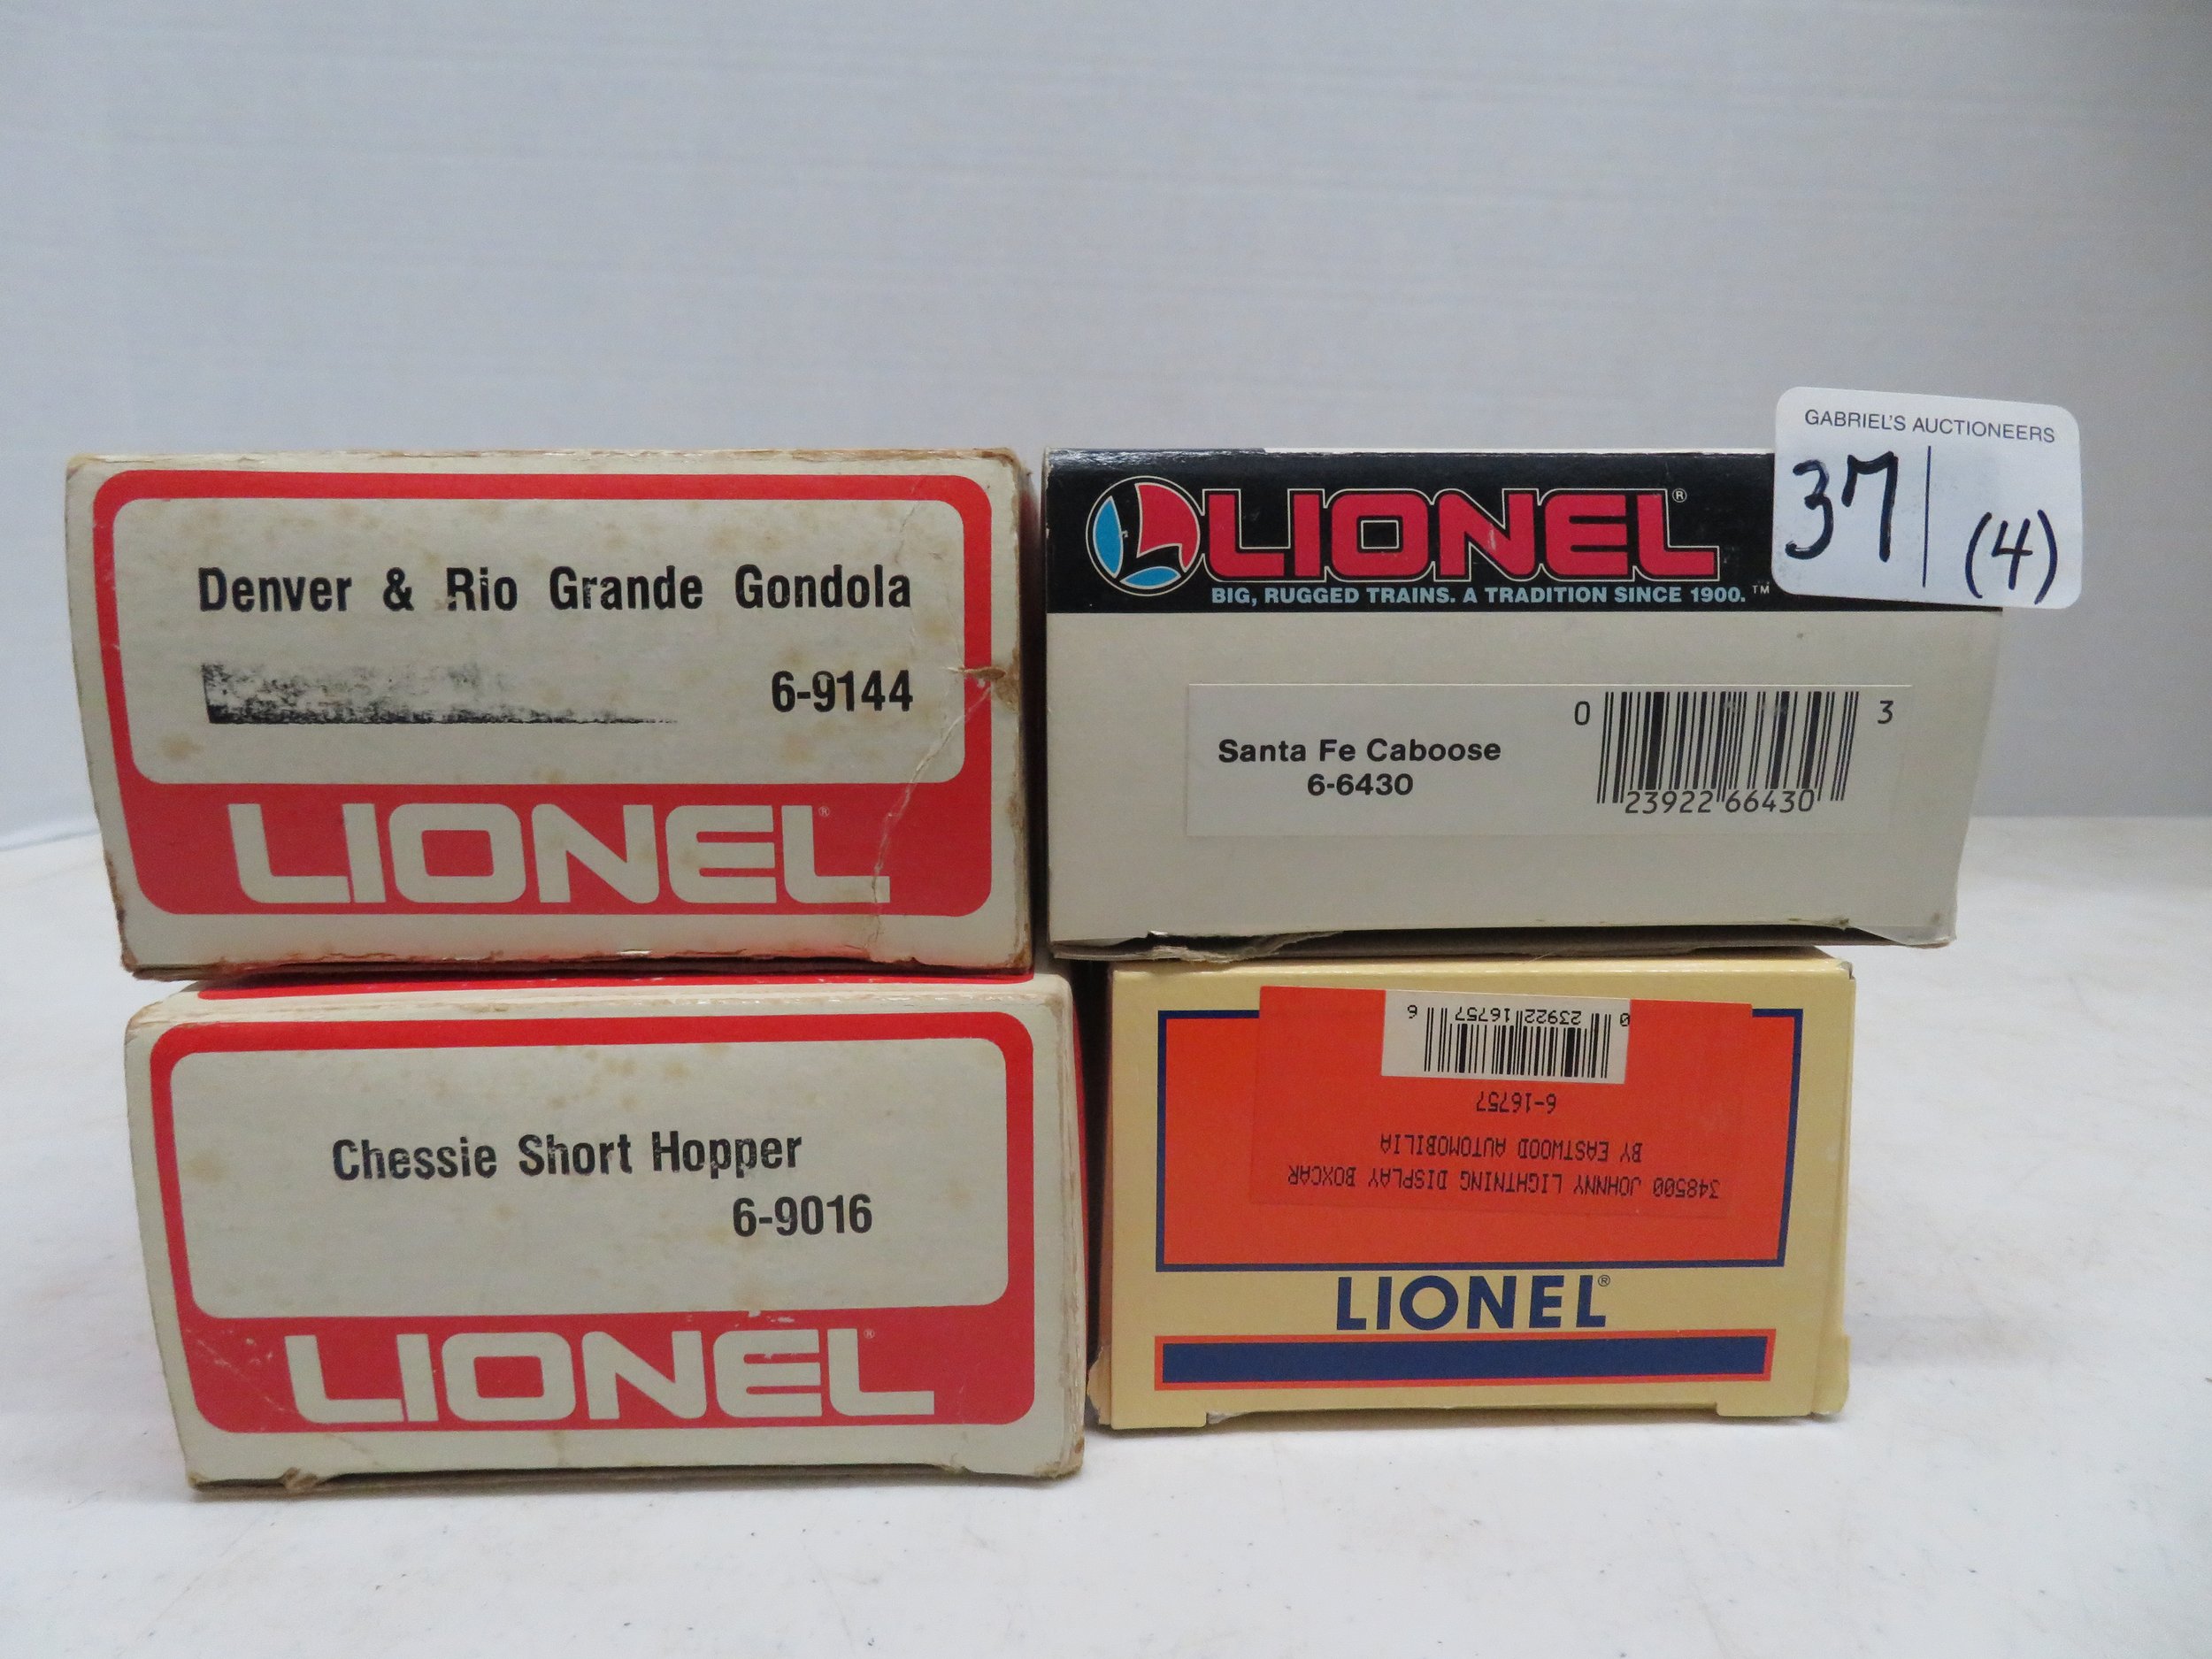 Denver & Rio Grande Gondola
6-9144
LIONEL®
LIONEL®
BIG, RUGGED TRAINS. A TRADITION SINCE 1900.™
Santa Fe Caboose
6-6430
0 23922 66430 3
GABRIEL'S AUCTIONEERS
37 (4)
Chessie Short Hopper
6-9016
LIONEL®
348500 JOHNNY LIGHTNING DISPLAY BOXCAR
BY EASTWOOD AUTOMOBILIA
6-16757
0 23922 16757 6
LIONEL®